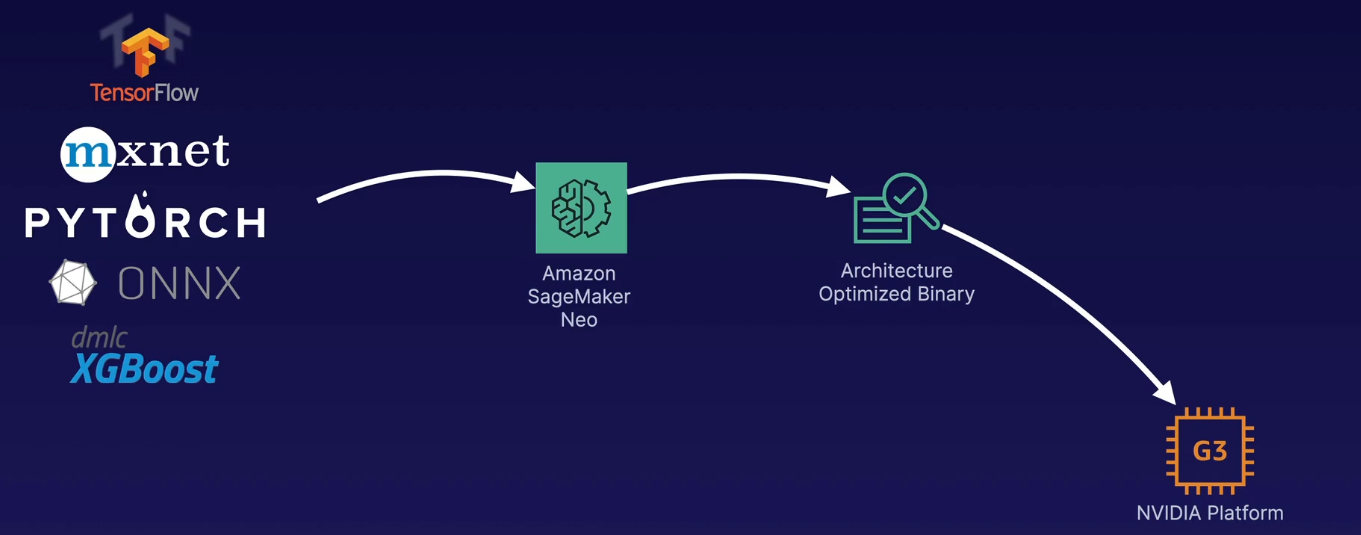 TensorFlow
mxnet
PYTORCH
ONNX
dmlc
XGBoost
Amazon
SageMaker
Neo
Architecture
Optimized Binary
G3
NVIDIA Platform